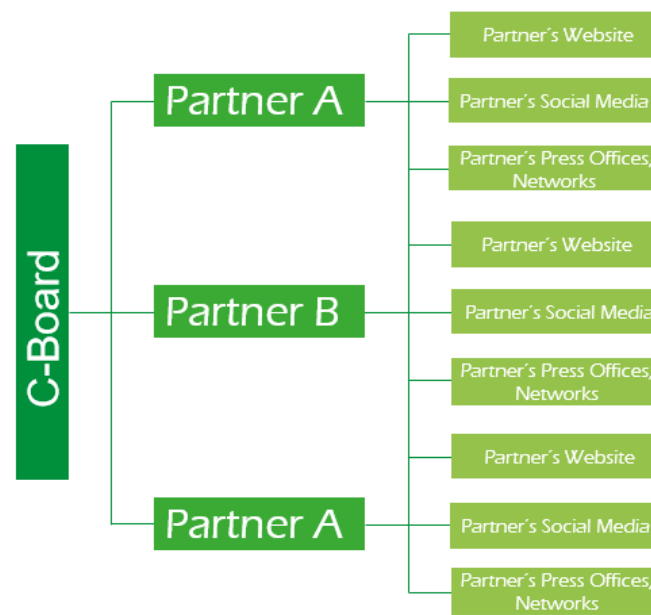 C-Board
Partner A
Partner´s Website
Partner´s Social Media
Partner´s Press Offices,
Networks
Partner B
Partner´s Website
Partner´s Social Media
Partner´s Press Offices,
Networks
Partner A
Partner´s Website
Partner´s Social Media
Partner´s Press Offices,
Networks